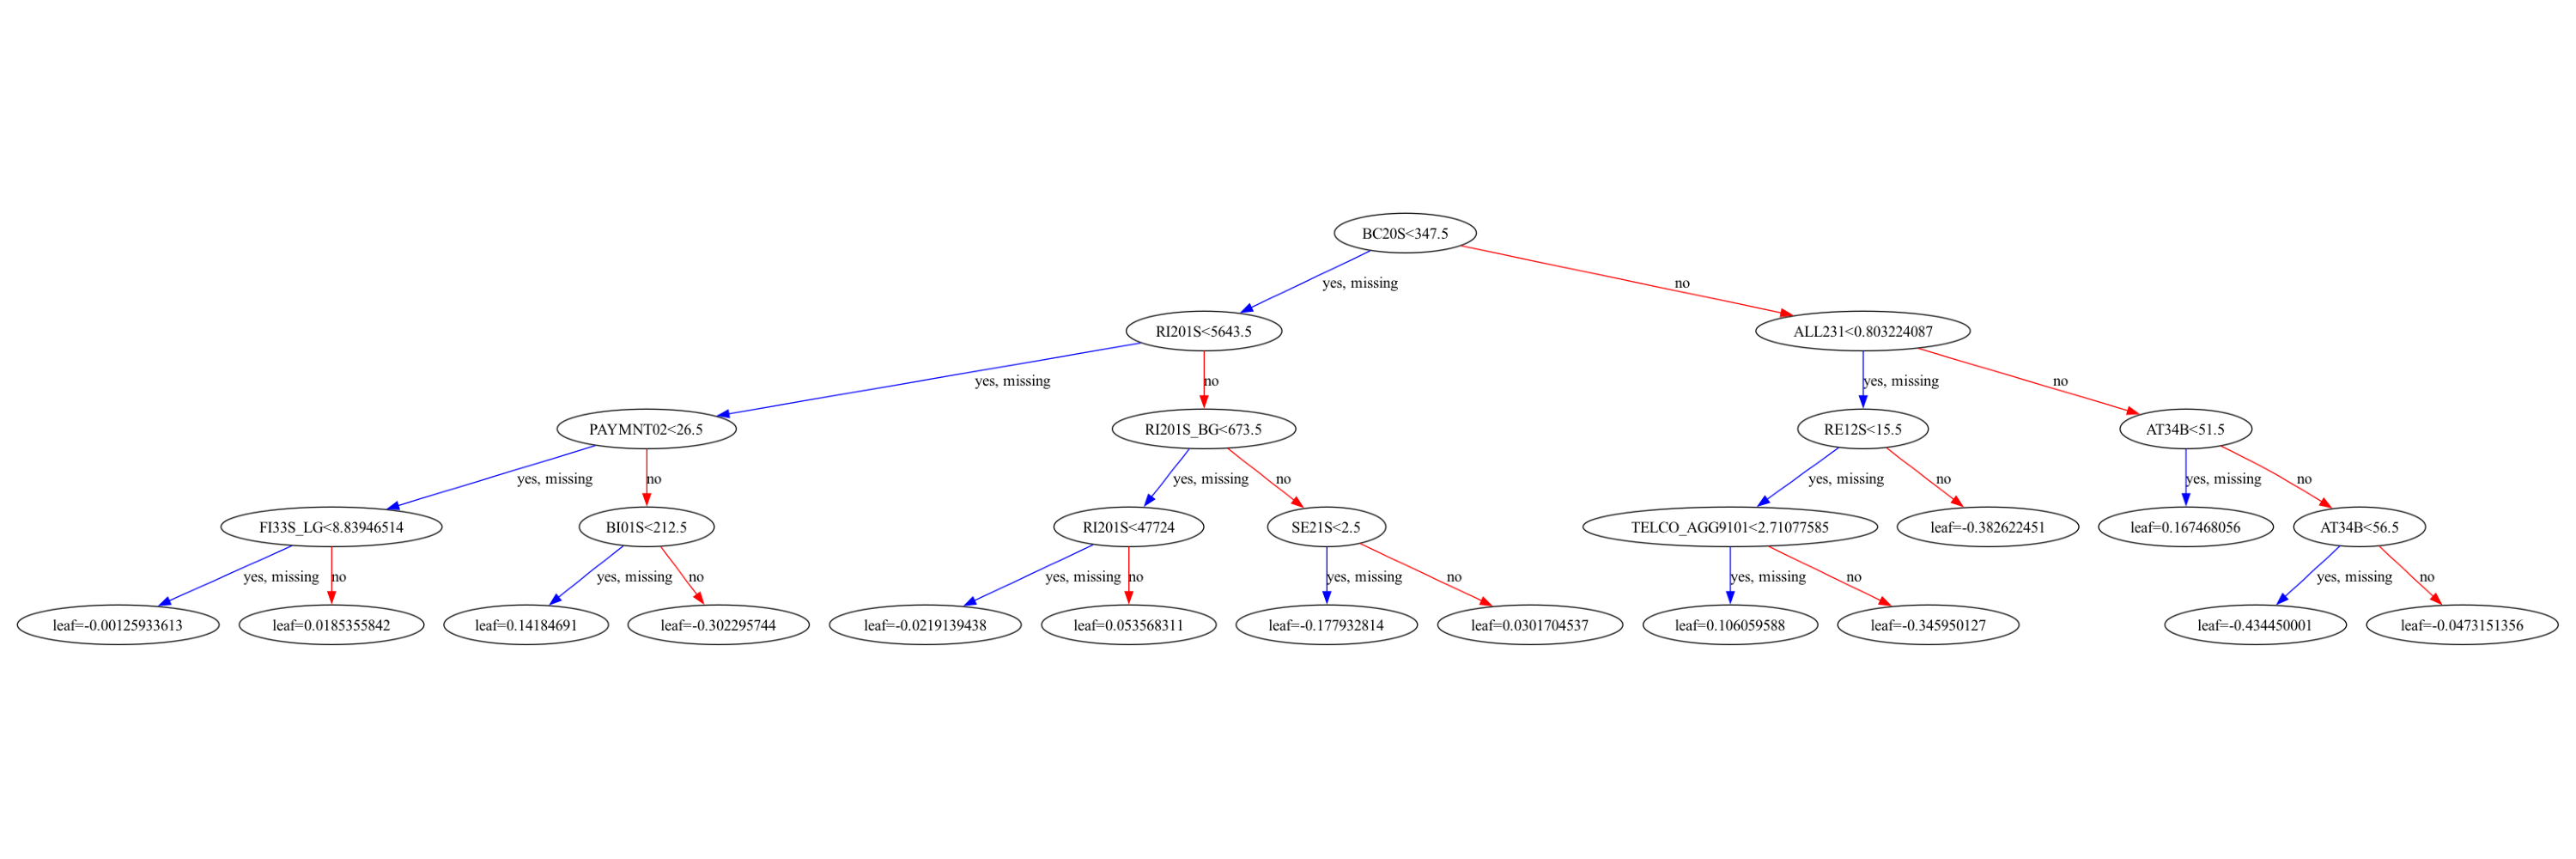 BC20S<347.5
yes, missing
no
RI201S<5643.5
ALL231<0.803224087
yes, missing
no
yes, missing
no
PAYMNT02<26.5
RI201S_BG<673.5
RE12S<15.5
AT34B<51.5
yes, missing
no
yes, missing
no
yes, missing
no
yes, missing
no
FI33S_LG<8.83946514
BI01S<212.5
RI201S<47724
SE21S<2.5
TELCO_AGG9101<2.71077585
leaf=-0.382622451
leaf=0.167468056
AT34B<56.5
yes, missing
no
yes, missing
no
yes, missing
no
yes, missing
no
yes, missing
no
yes, missing
no
leaf=-0.00125933613
leaf=0.0185355842
leaf=0.14184691
leaf=-0.302295744
leaf=-0.0219139438
leaf=0.053568311
leaf=-0.177932814
leaf=0.0301704537
leaf=0.106059588
leaf=-0.345950127
leaf=-0.434450001
leaf=-0.0473151356